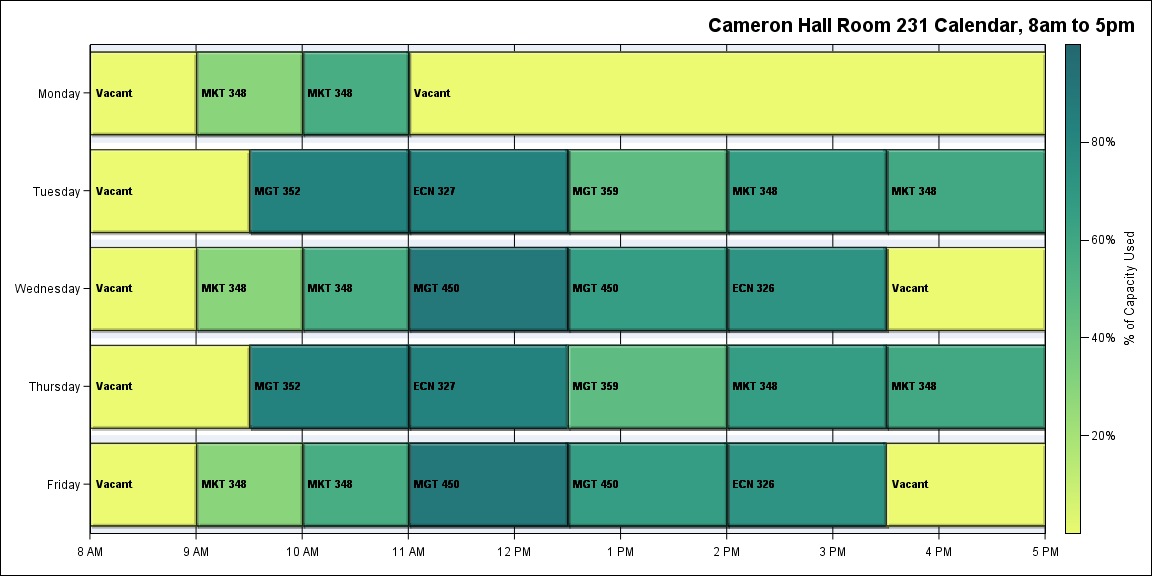 Cameron Hall Room 231 Calendar, 8am to 5pm
Monday
Vacant
MKT 348
MKT 348
Vacant
Tuesday
Vacant
MGT 352
ECN 327
MGT 359
MKT 348
MKT 348
Wednesday
Vacant
MKT 348
MKT 348
MGT 450
MGT 450
ECN 326
Vacant
Thursday
Vacant
MGT 352
ECN 327
MGT 359
MKT 348
MKT 348
Friday
Vacant
MKT 348
MKT 348
MGT 450
MGT 450
ECN 326
Vacant
8 AM
9 AM
10 AM
11 AM
12 PM
1 PM
2 PM
3 PM
4 PM
5 PM
80%
60%
40%
20%
% of Capacity Used